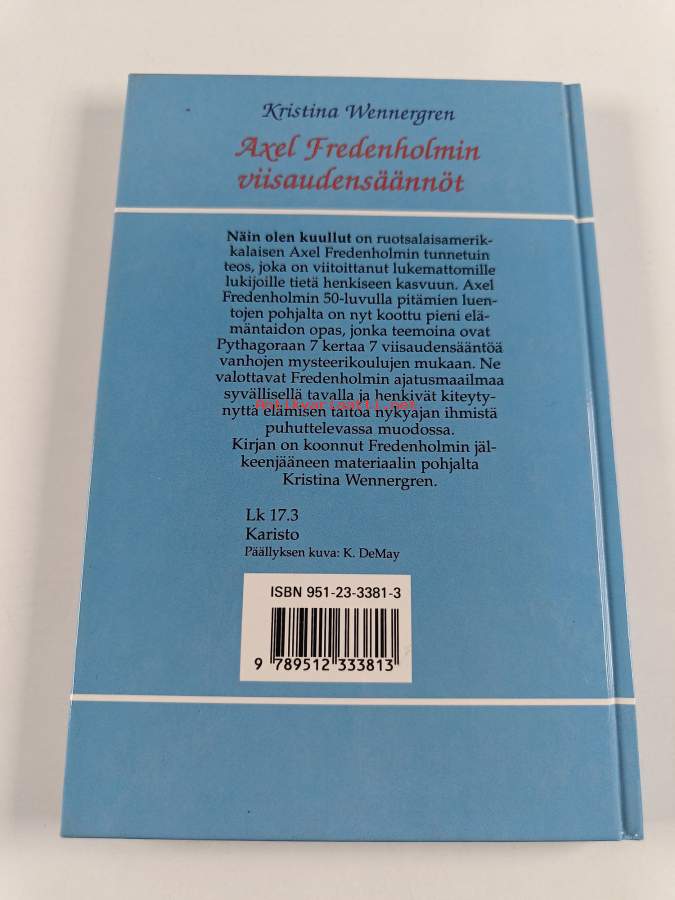 Kristina Wennergren
Axel Fredenholmin
viisaudensäännöt
Näin olen kuullut on ruotsalaisamerik-
kalaisen Axel Fredenholmin tunnetuin
teos, joka on viitoittanut lukemattomille
lukijoille tietä henkiseen kasvuun. Axel
Fredenholmin 50-luvulla pitämien luen-
tojen pohjalta on nyt koottu pieni elä-
mäntaidon opas, jonka teemoina ovat
Pythagoraan 7 kertaa 7 viisaudensääntöä
vanhojen mysteerikoulujen mukaan. Ne
valottavat Fredenholmin ajatusmaailmaa
syvällisellä tavalla ja henkivät kiteyty-
Antikvariaatti.net
nyttä elämisen taitoa nykyajan ihmistä
puhuttelevassa muodossa.
Kirjan on koonnut Fredenholmin jäl-
keenjääneen materiaalin pohjalta
Kristina Wennergren.
Lk 17.3
Karisto
Päällyksen kuva: K. DeMay
ISBN 951-23-3381-3
9 789512 333813